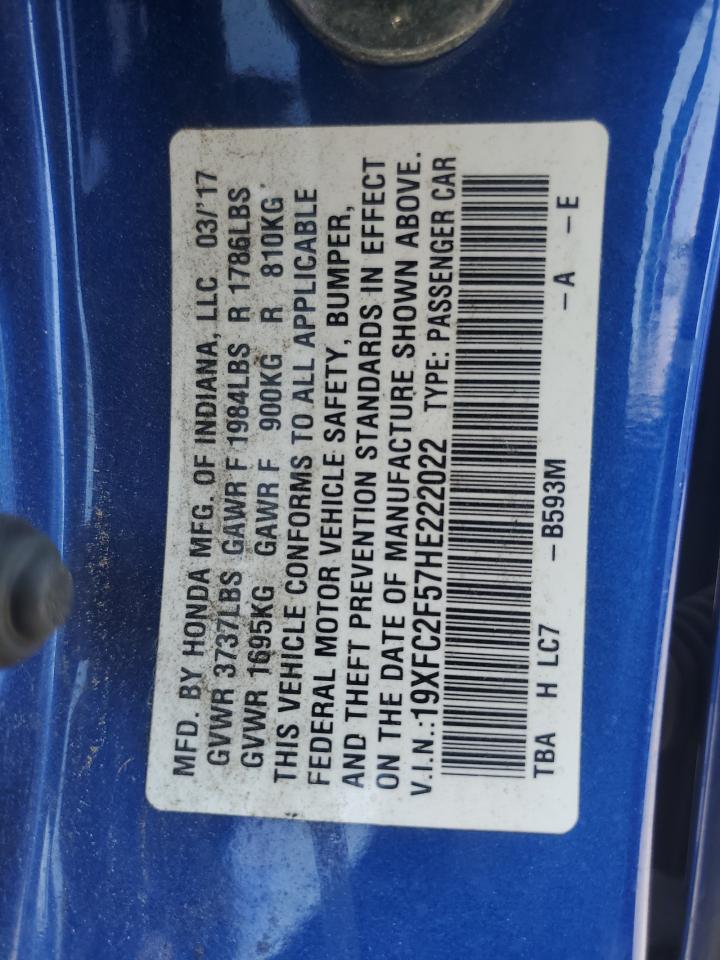 MFD. BY HONDA MFG. OF INDIANA, LLC 03/'17
GVWR 3737LBS GAWR F 1984LBS R 1786LBS
GVWR 1695KG GAWR F 900KG R 810KG
THIS VEHICLE CONFORMS TO ALL APPLICABLE
FEDERAL MOTOR VEHICLE SAFETY, BUMPER,
AND THEFT PREVENTION STANDARDS IN EFFECT
ON THE DATE OF MANUFACTURE SHOWN ABOVE.
V.I.N.:19XFC2F57HE222022 TYPE: PASSENGER CAR
TBA H LC7 -B593M -A -E